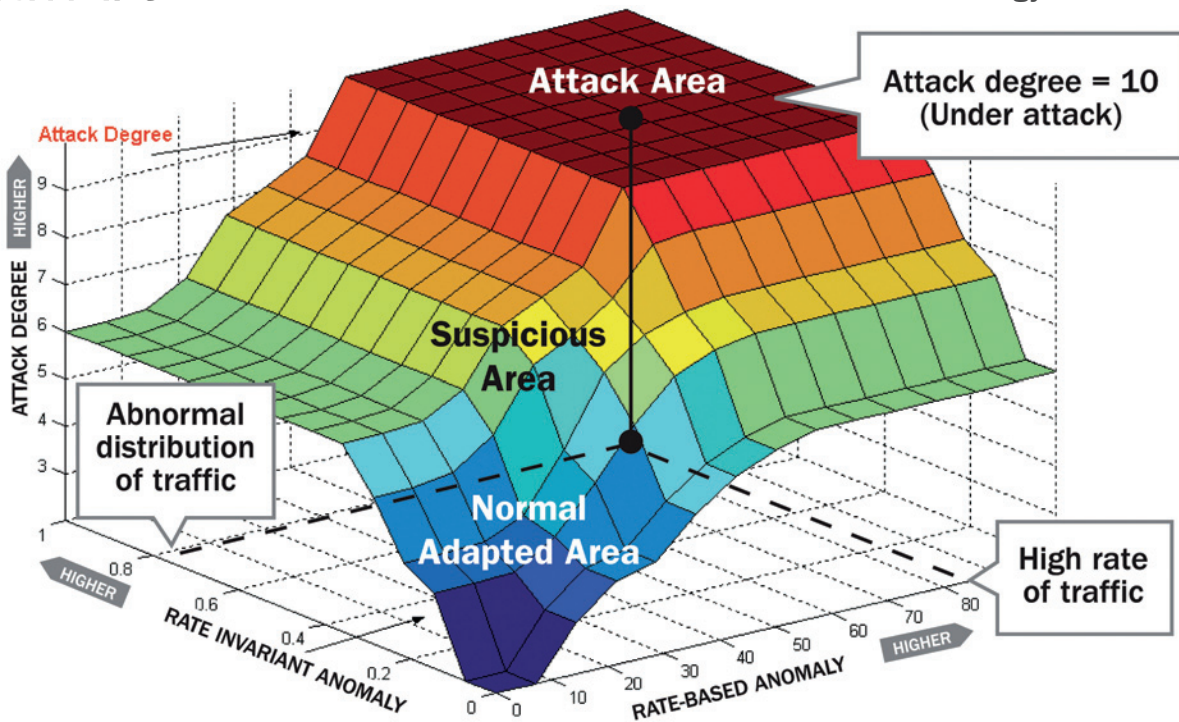 Attack Area
Attack degree = 10
(Under attack)
Attack Degree
HIGHER
ATTACK DEGREE
9
8
7
6
5
4
3
Suspicious
Area
Abnormal
distribution
of traffic
Normal
Adapted Area
High rate
of traffic
1
0.8
0.6
0.4
0.2
0
HIGHER
RATE INVARIANT ANOMALY
0
10
20
30
40
50
60
70
80
HIGHER
RATE-BASED ANOMALY